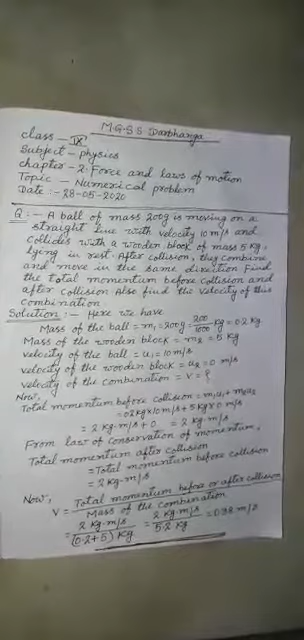 M.G.S.S Darbhanga
class - IX
Subject - physics
chapter - 2: Force and laws of motion
Topic - Numerical problem
Date :- 28-05-2020
Q :- A ball of mass 200g is moving on a
straight line with velocity 10 m/s and
collides with a wooden block of mass 5 kg
lying in rest. After collision, they combine
and move in the same direction Find
the total momentum before collision and
after collision Also find the velocity of this
combination.
Solution :- Here we have
Mass of the ball = m₁ = 200g = 200/1000 kg = 0.2 kg
Mass of the wooden block = m₂ = 5 kg
velocity of the ball = u₁ = 10 m/s
velocity of the wooden block = u₂ = 0 m/s
velocity of the combination = v = ?
Now,
Total momentum before collision = m₁u₁ + m₂u₂
= 0.2 kg x 10 m/s + 5 kg x 0 m/s
= 2 kg·m/s + 0 = 2 kg·m/s
From law of conservation of momentum,
Total momentum after collision
= Total momentum before collision
= 2 kg-m/s
Now,
v = Total momentum before or after collision / Mass of the combination
= 2 kg·m/s / (0.2+5) kg = 2 kg·m/s / 5.2 kg = 0.38 m/s